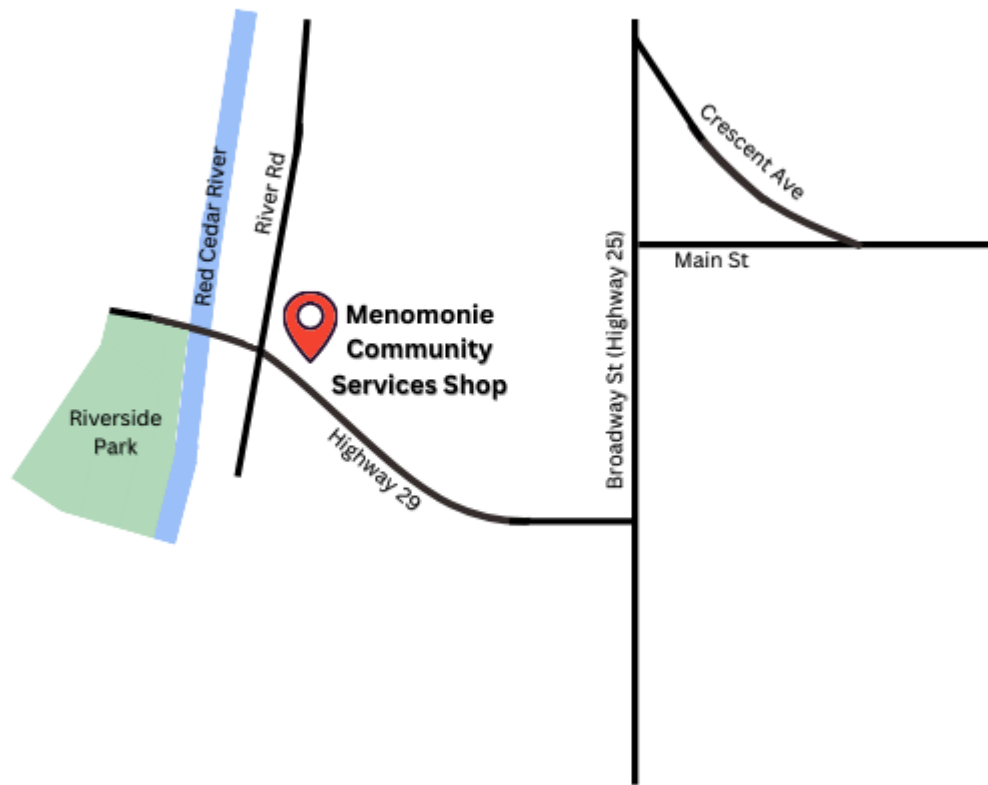 Red Cedar River
River Rd
Crescent Ave
Broadway St (Highway 25)
Main St
Menomonie
Community
Services Shop
Riverside
Park
Highway 29